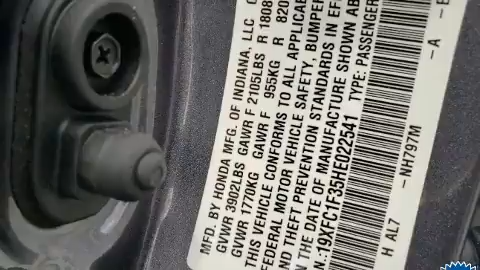 MFD. BY HONDA MFG. OF INDIANA, LLC
GVWR 3902LBS GAWR F 2105LBS R 1808
GVWR 1770KG GAWR F 955KG R 820
THIS VEHICLE CONFORMS TO ALL APPLICABLE
FEDERAL MOTOR VEHICLE SAFETY, BUMPER
AND THEFT PREVENTION STANDARDS IN EF
ON THE DATE OF MANUFACTURE SHOWN AB
N.:19XFC1F35HE022541 TYPE: PASSENGER
H AL7 - NH797M - A - E